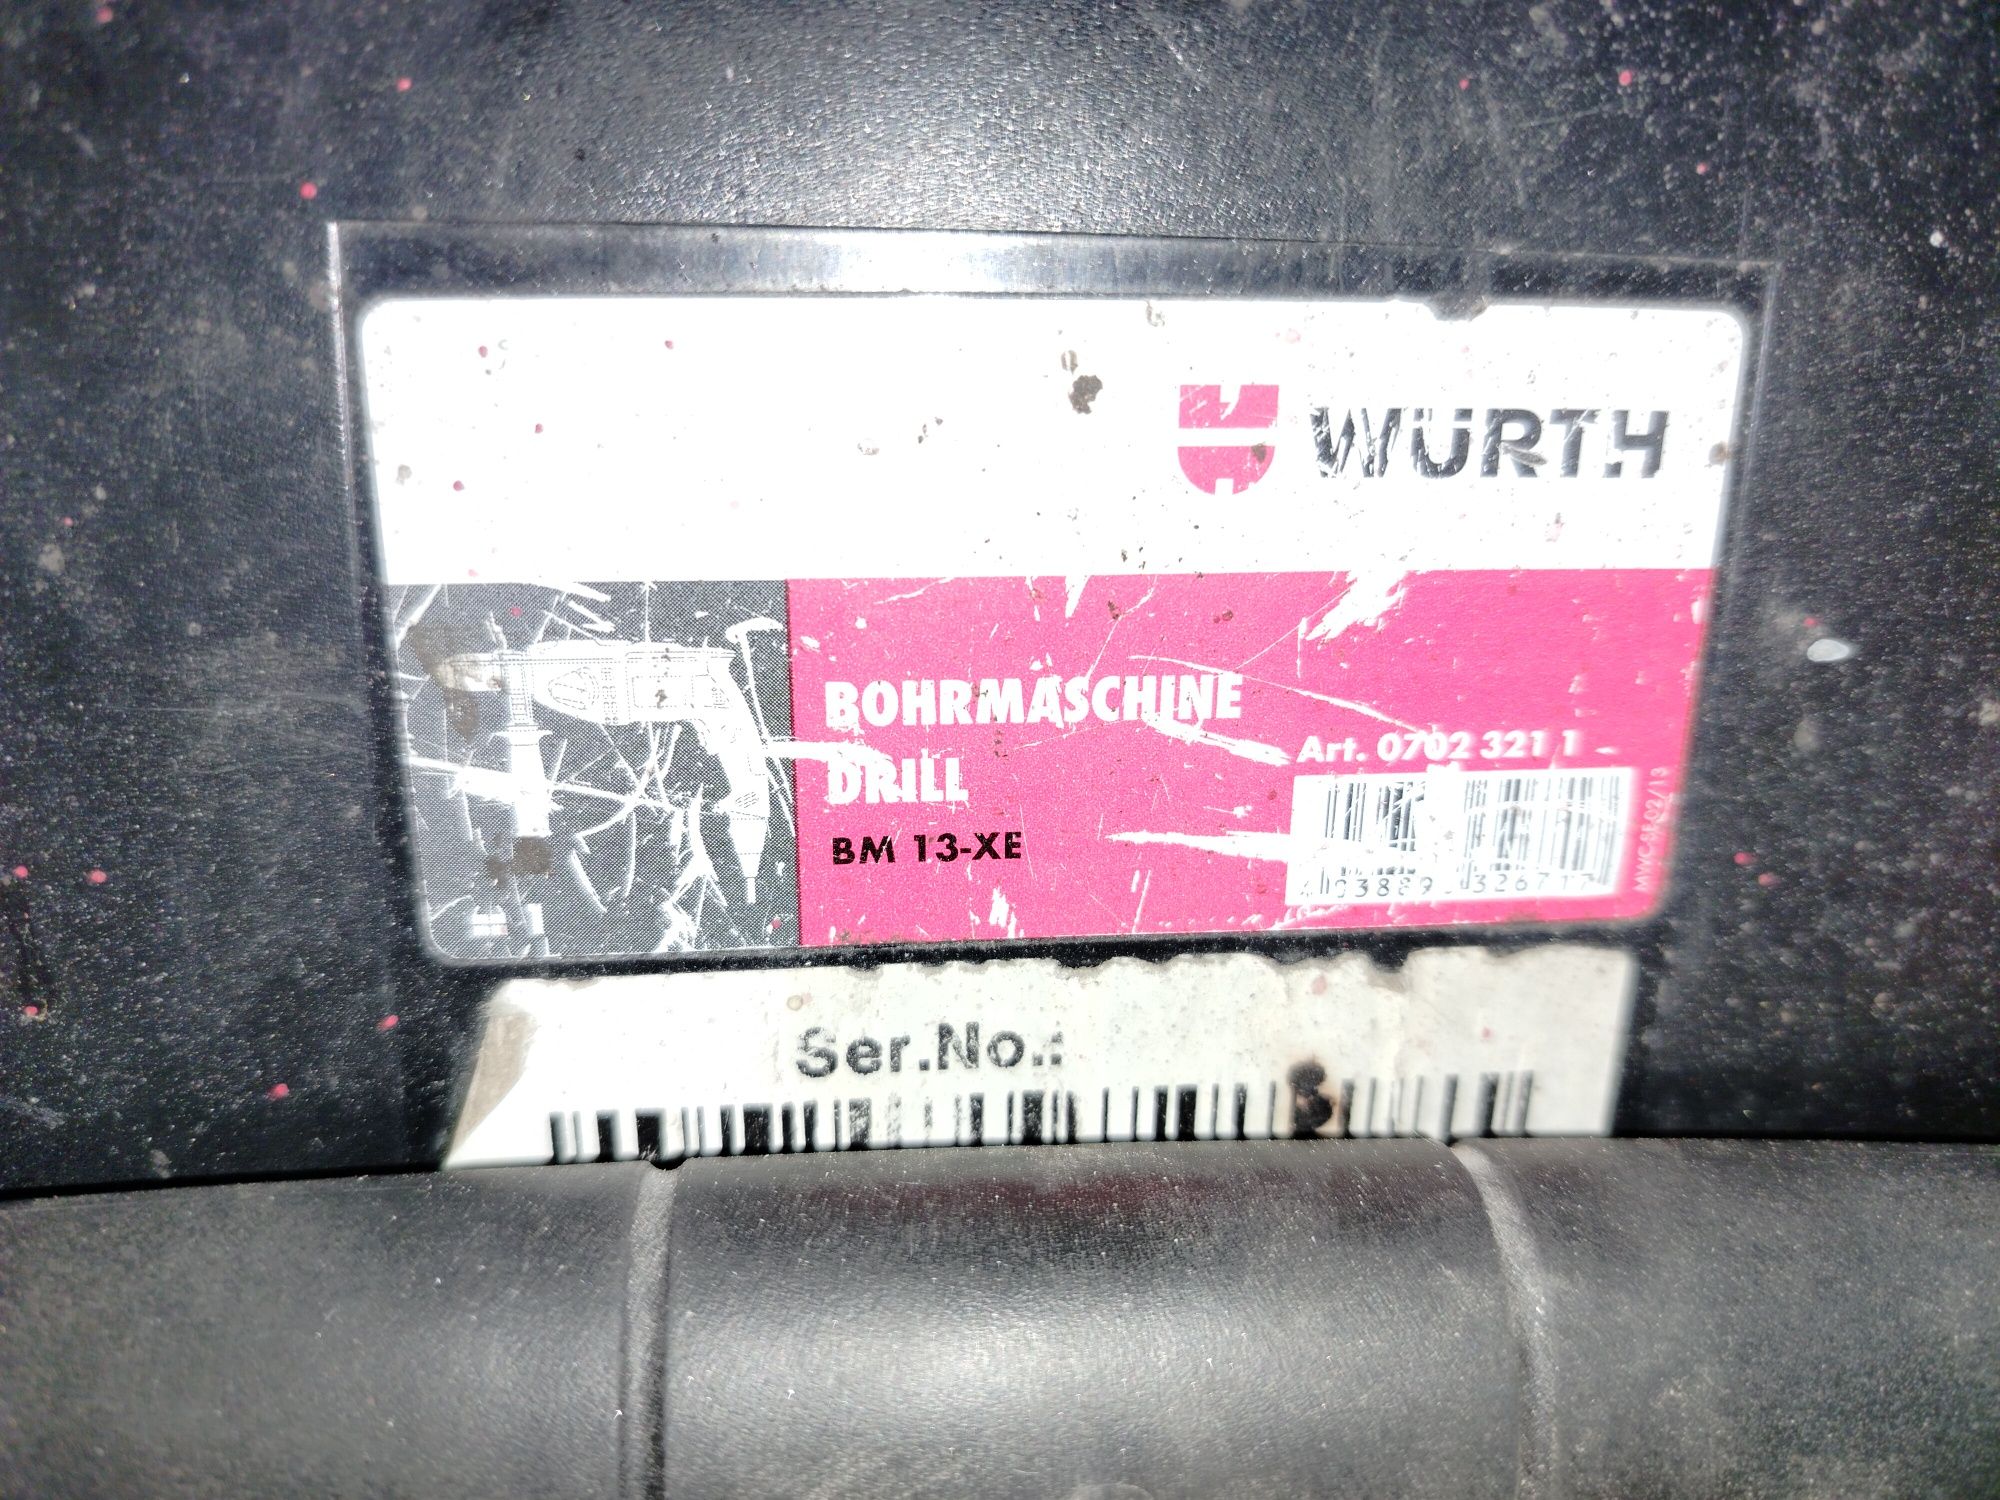 WÜRTH
BOHRMASCHINE
DRILL
BM 13-XE
Art. 0702 321 1
Ser.No.: